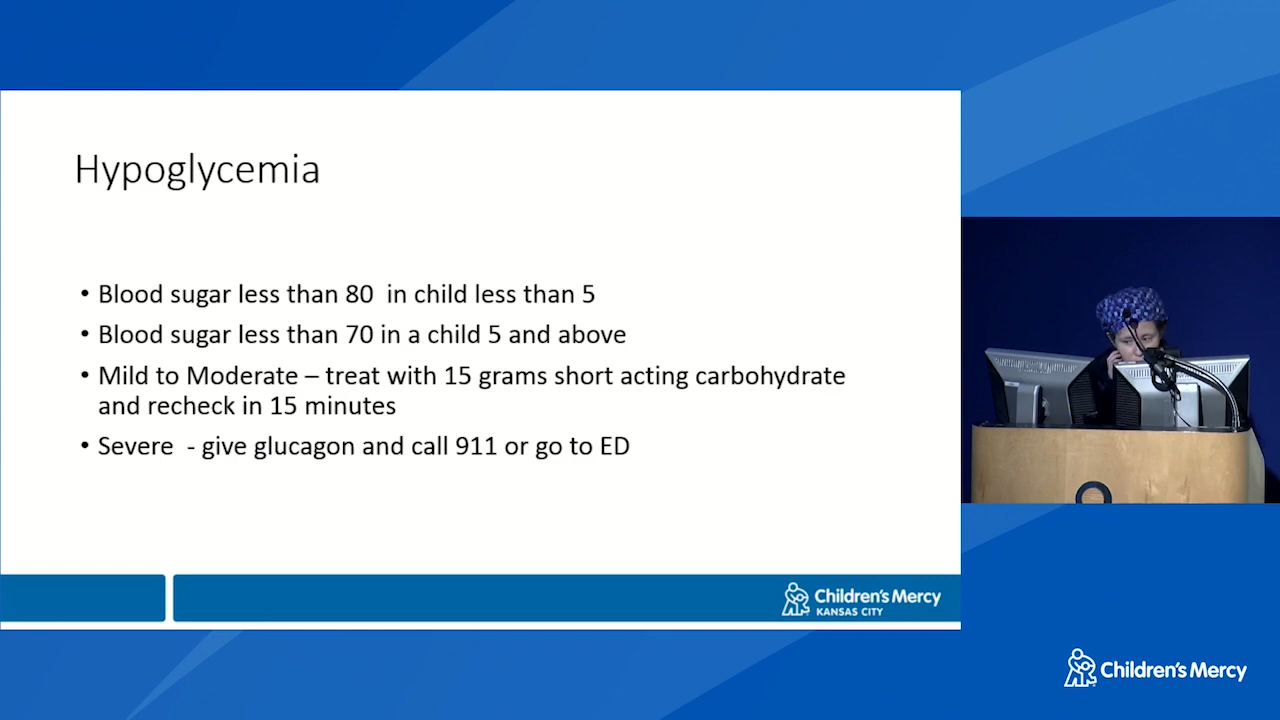 Hypoglycemia
• Blood sugar less than 80  in child less than 5
• Blood sugar less than 70 in a child 5 and above
• Mild to Moderate – treat with 15 grams short acting carbohydrate
and recheck in 15 minutes
• Severe  - give glucagon and call 911 or go to ED
Children's Mercy
KANSAS CITY
Children's Mercy